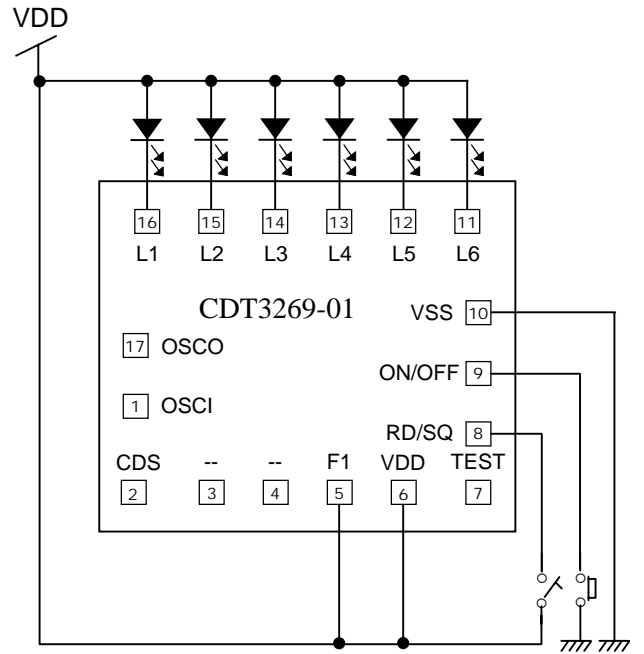 VDD
16 15 14 13 12 11
L1 L2 L3 L4 L5 L6
CDT3269-01
VSS 10
17 OSCO
ON/OFF 9
1 OSCI
RD/SQ 8
CDS -- -- F1 VDD TEST
2 3 4 5 6 7